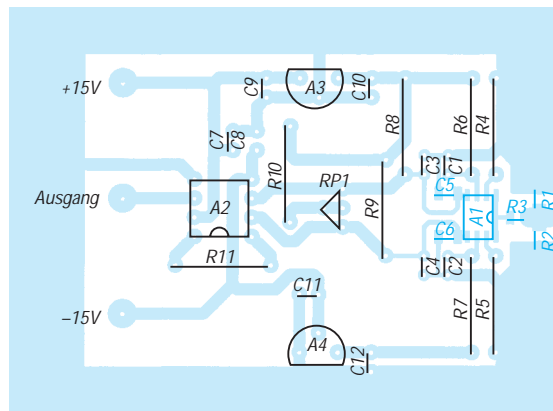 +15V
C9
A3
C10
R8
R6
R4
C7
C8
R10
RP1
R9
C3
C1
C5
Ausgang
A2
A1
R3
R1
C6
R2
R11
C4
C2
C11
R7
R5
−15V
A4
C12